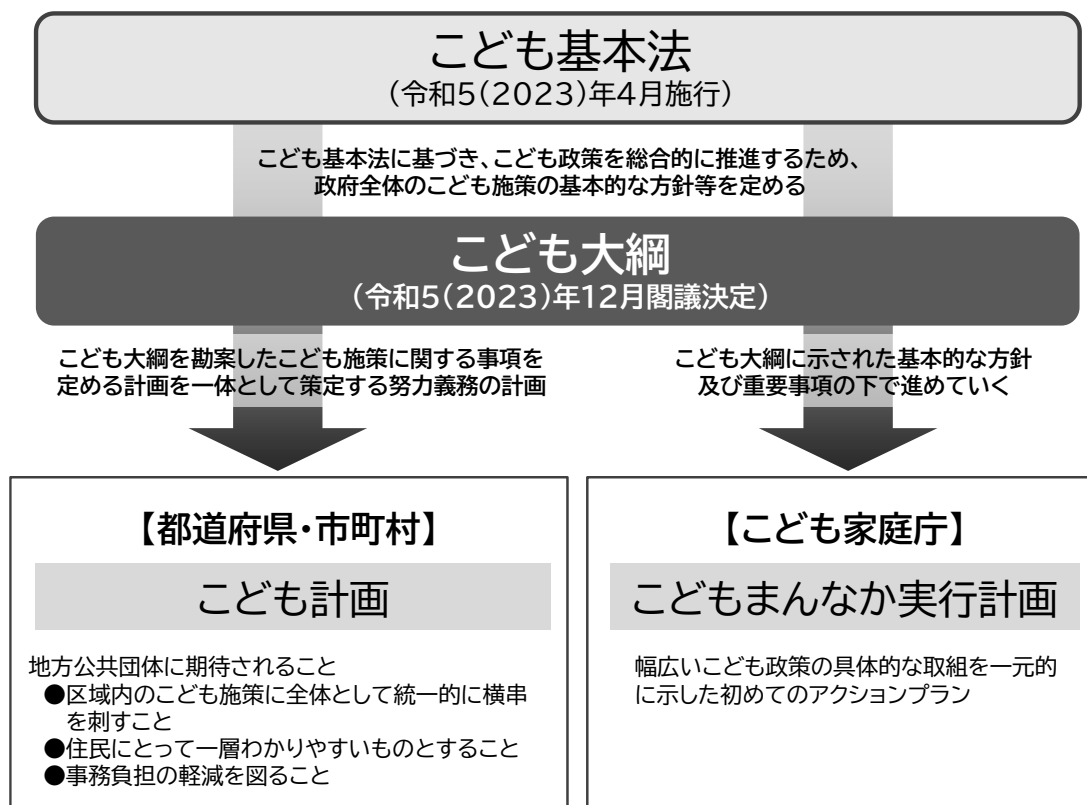 こども基本法
（令和5（2023）年4月施行）
こども基本法に基づき、こども政策を総合的に推進するため、
政府全体のこども施策の基本的な方針等を定める
こども大綱
（令和5（2023）年12月閣議決定）
こども大綱を勘案したこども施策に関する事項を
定める計画を一体として策定する努力義務の計画
こども大綱に示された基本的な方針
及び重要事項の下で進めていく
【都道府県・市町村】
こども計画
地方公共団体に期待されること
●区域内のこども施策に全体として統一的に横串
を刺すこと
●住民にとって一層わかりやすいものとすること
●事務負担の軽減を図ること
【こども家庭庁】
こどもまんなか実行計画
幅広いこども政策の具体的な取組を一元的
に示した初めてのアクションプラン